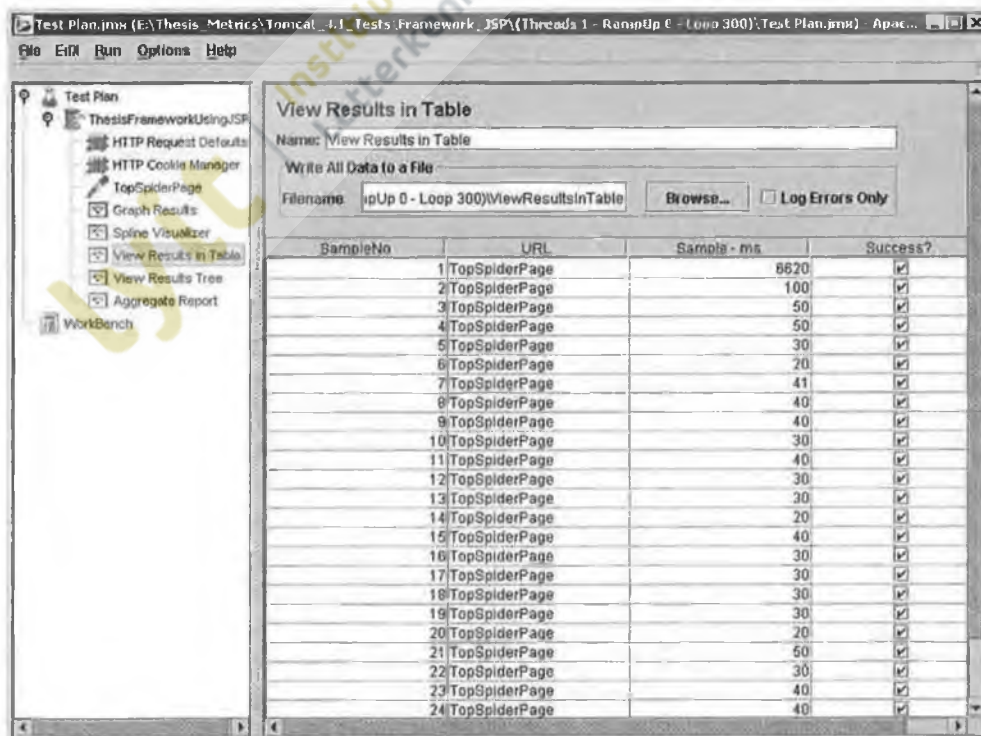 Test Plan.jmx (E:\Thesis_Metrics\Tomcat_4.1_Tests\Framework_JSP\(Threads 1 - RampUp 0 - Loop 300)\Test Plan.jmx) - Apac...
File Edit Run Options Help
Test Plan
ThesisFrameworkUsingJSP
HTTP Request Defaults
HTTP Cookie Manager
TopSpiderPage
Graph Results
Spline Visualizer
View Results in Table
View Results Tree
Aggregate Report
WorkBench
View Results in Table
Name: View Results in Table
Write All Data to a File
Filename pUp 0 - Loop 300)\ViewResultsInTable Browse... Log Errors Only
SampleNo URL Sample - ms Success?
1 TopSpiderPage 6620
2 TopSpiderPage 100
3 TopSpiderPage 50
4 TopSpiderPage 50
5 TopSpiderPage 30
6 TopSpiderPage 20
7 TopSpiderPage 41
8 TopSpiderPage 40
9 TopSpiderPage 40
10 TopSpiderPage 30
11 TopSpiderPage 40
12 TopSpiderPage 30
13 TopSpiderPage 30
14 TopSpiderPage 20
15 TopSpiderPage 40
16 TopSpiderPage 30
17 TopSpiderPage 30
18 TopSpiderPage 30
19 TopSpiderPage 30
20 TopSpiderPage 20
21 TopSpiderPage 50
22 TopSpiderPage 30
23 TopSpiderPage 40
24 TopSpiderPage 40
lyit